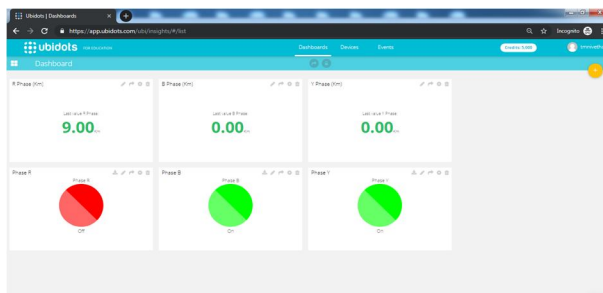 Ubidots | Dashboards
https://app.ubidots.com/ubi/insights/#/list
Incognito
ubidots FOR EDUCATION
Dashboards Devices Events
Dashboard
R Phase (Km)
B Phase (Km)
Y Phase (Km)
Last value R Phase
Last value B Phase
Last value Y Phase
9.00
0.00
0.00
Phase R
Phase B
Phase Y
Phase R
Phase B
Phase Y
Off
On
On